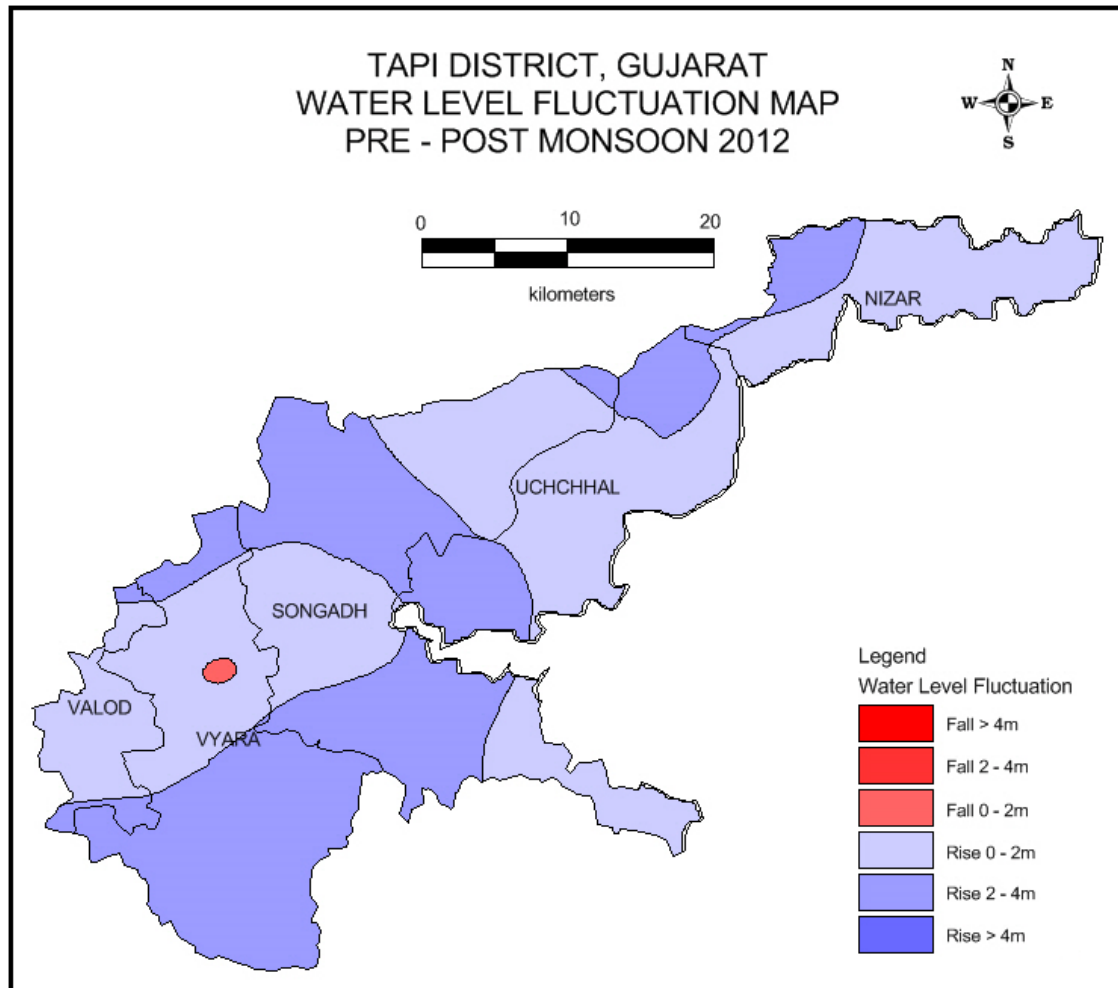 TAPI DISTRICT, GUJARAT
WATER LEVEL FLUCTUATION MAP
PRE - POST MONSOON 2012
N
W E
S
0 10 20
kilometers
NIZAR
UCHCHHAL
SONGADH
VALOD
VYARA
Legend
Water Level Fluctuation
Fall > 4m
Fall 2 - 4m
Fall 0 - 2m
Rise 0 - 2m
Rise 2 - 4m
Rise > 4m